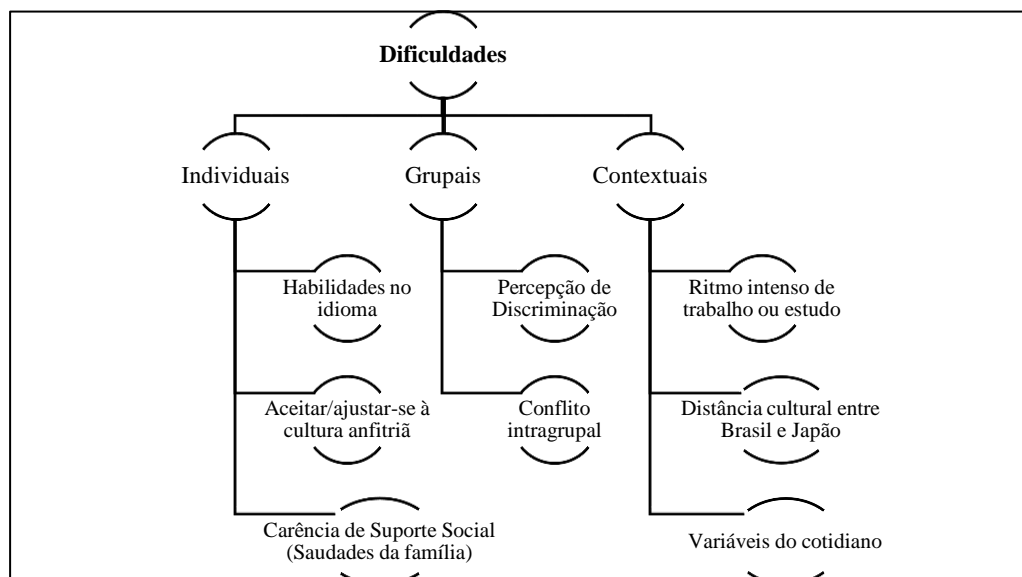 Dificuldades
Individuais
Grupais
Contextuais
Habilidades no
idioma
Percepção de
Discriminação
Ritmo intenso de
trabalho ou estudo
Aceitar/ajustar-se à
cultura anfitriã
Conflito
intragrupal
Distância cultural entre
Brasil e Japão
Carência de Suporte Social
(Saudades da família)
Variáveis do cotidiano